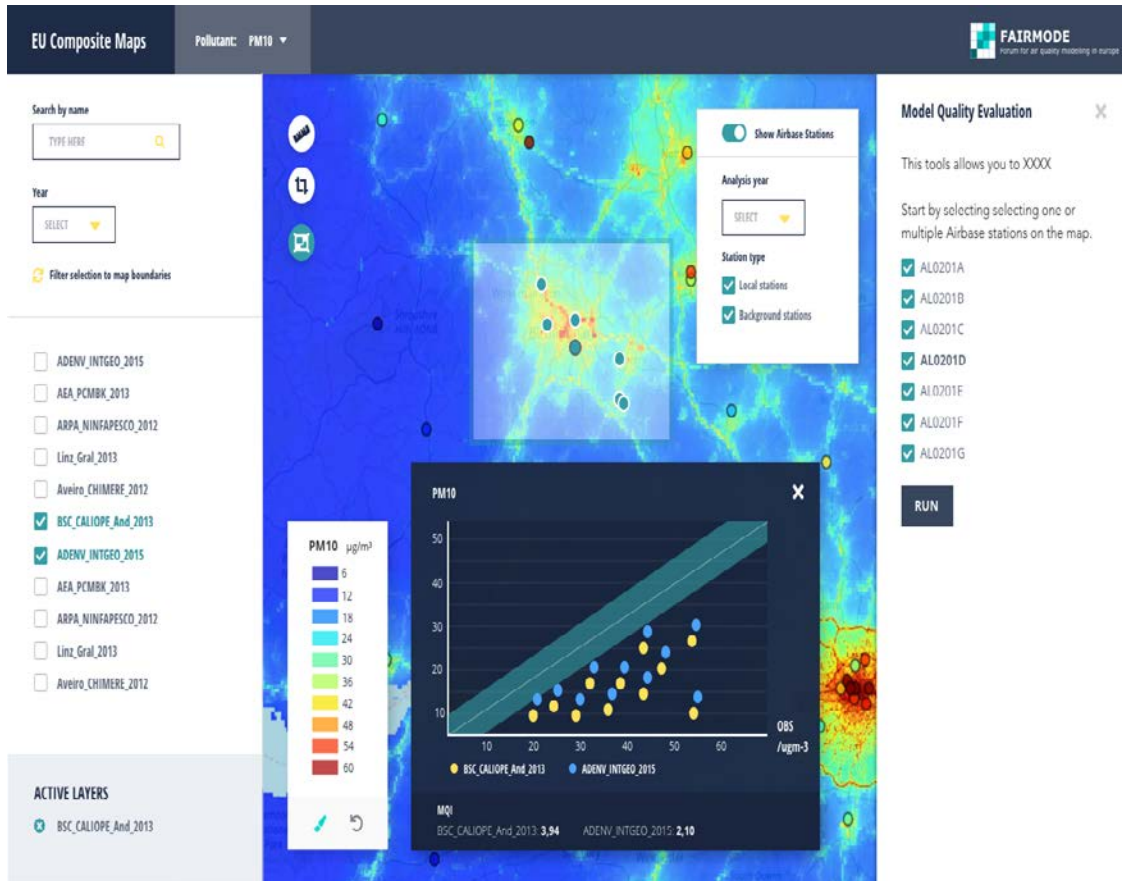 EU Composite Maps
Pollutant: PM10
FAIRMODE
Forum for air quality modeling in europe
Search by name
TYPE HERE
Year
SELECT
Filter selection to map boundaries
ADENV_INTGEO_2015
AEA_PCMBK_2013
ARPA_NINFAPESCO_2012
Linz_Gral_2013
Aveiro_CHIMERE_2012
BSC_CALIOPE_And_2013
ADENV_INTGEO_2015
AEA_PCMBK_2013
ARPA_NINFAPESCO_2012
Linz_Gral_2013
Aveiro_CHIMERE_2012
ACTIVE LAYERS
BSC_CALIOPE_And_2013
Show Airbase Stations
Analysis year
SELECT
Station type
Local stations
Background stations
PM10 µg/m³
6
12
18
24
30
36
42
48
54
60
PM10
50
40
30
20
10
10 20 30 40 50 60
OBS
/ugm-3
BSC_CALIOPE_And_2013 ADENV_INTGEO_2015
MQI
BSC_CALIOPE_And_2013: 3,94 ADENV_INTGEO_2015: 2,10
Model Quality Evaluation
This tools allows you to XXXX
Start by selecting selecting one or
multiple Airbase stations on the map.
AL0201A
AL0201B
AL0201C
AL0201D
AL0201E
AL0201F
AL0201G
RUN